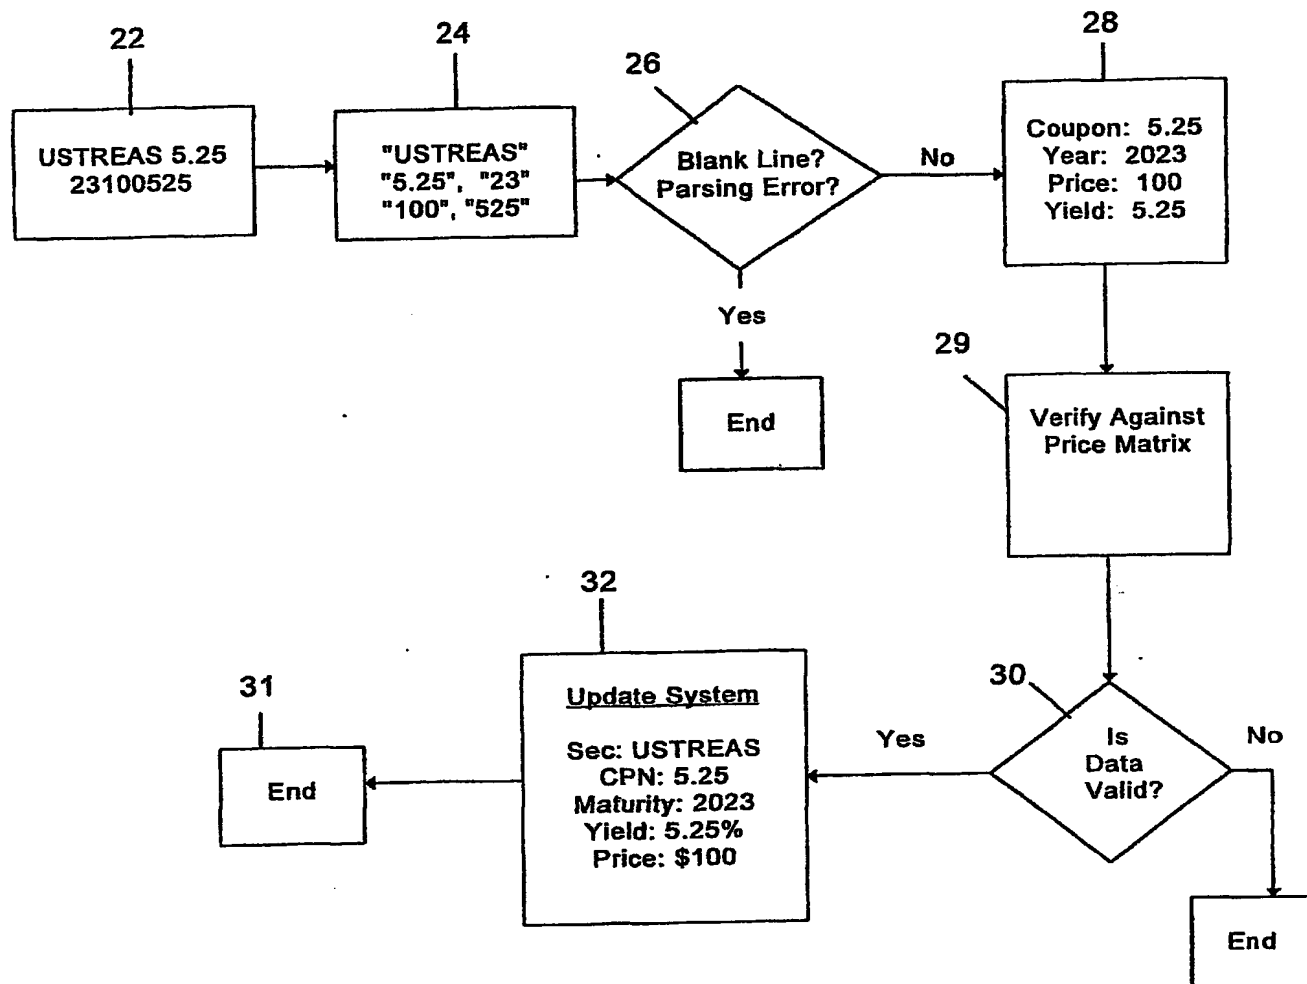 22
USTREAS 5.25
23100525
24
"USTREAS"
"5.25", "23"
"100", "525"
26
Blank Line?
Parsing Error?
No
Yes
End
28
Coupon: 5.25
Year: 2023
Price: 100
Yield: 5.25
29
Verify Against
Price Matrix
30
Is
Data
Valid?
No
End
Yes
32
Update System
Sec: USTREAS
CPN: 5.25
Maturity: 2023
Yield: 5.25%
Price: $100
31
End